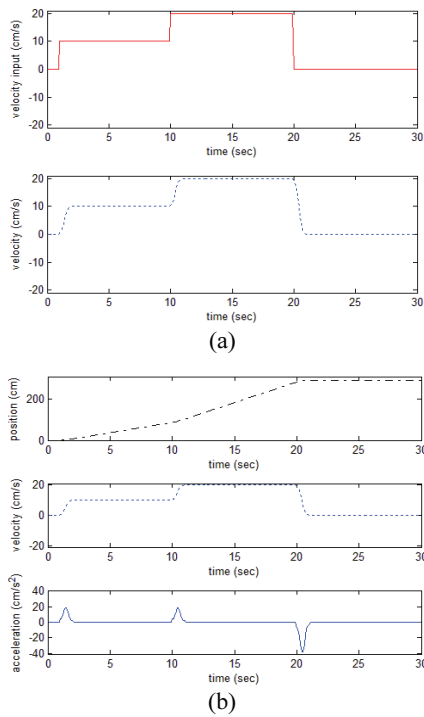 velocity input (cm/s)
20
10
0
-10
-20
0 5 10 15 20 25 30
time (sec)
velocity (cm/s)
20
10
0
-10
-20
0 5 10 15 20 25 30
time (sec)
(a)
position (cm)
200
0
0 5 10 15 20 25 30
time (sec)
velocity (cm/s)
20
0
-20
0 5 10 15 20 25 30
time (sec)
acceleration (cm/s²)
40
20
0
-20
-40
0 5 10 15 20 25 30
time (sec)
(b)